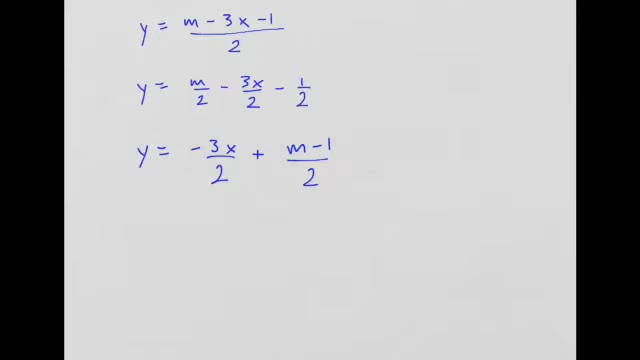 y = (m - 3x - 1)/2
y = m/2 - 3x/2 - 1/2
y = -3x/2 + (m - 1)/2